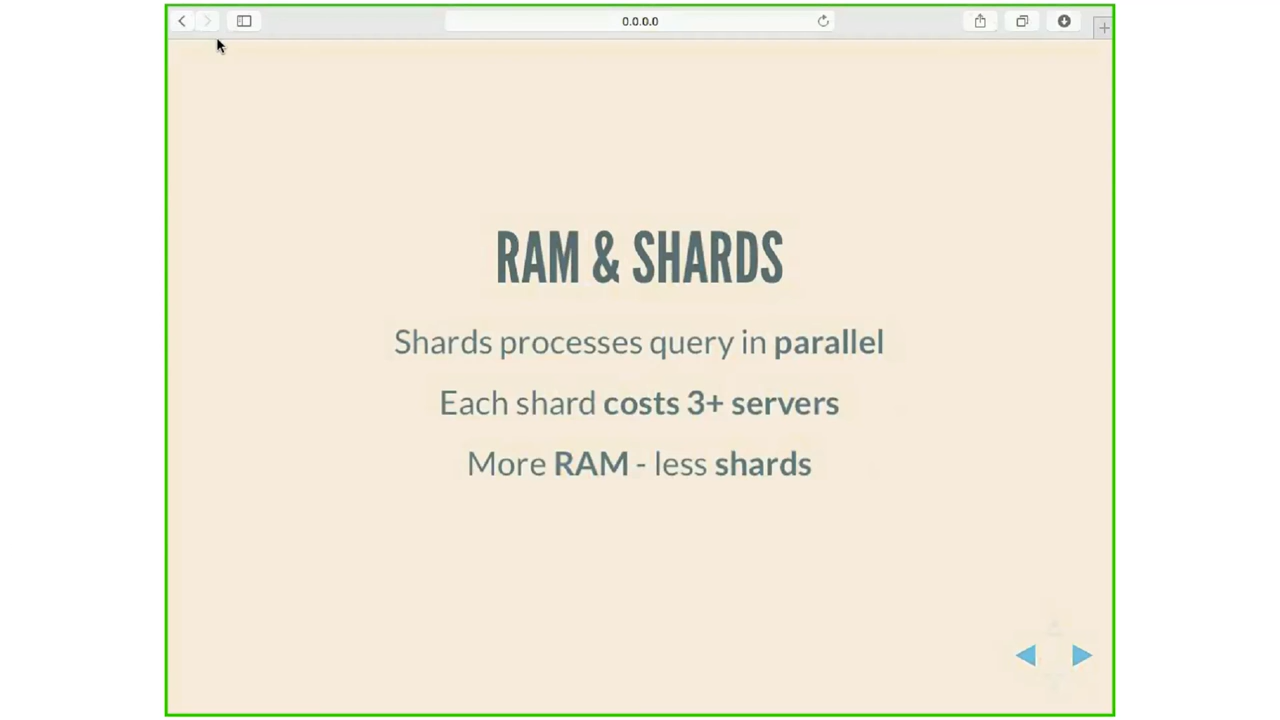 0.0.0.0
RAM & SHARDS
Shards processes query in parallel
Each shard costs 3+ servers
More RAM - less shards